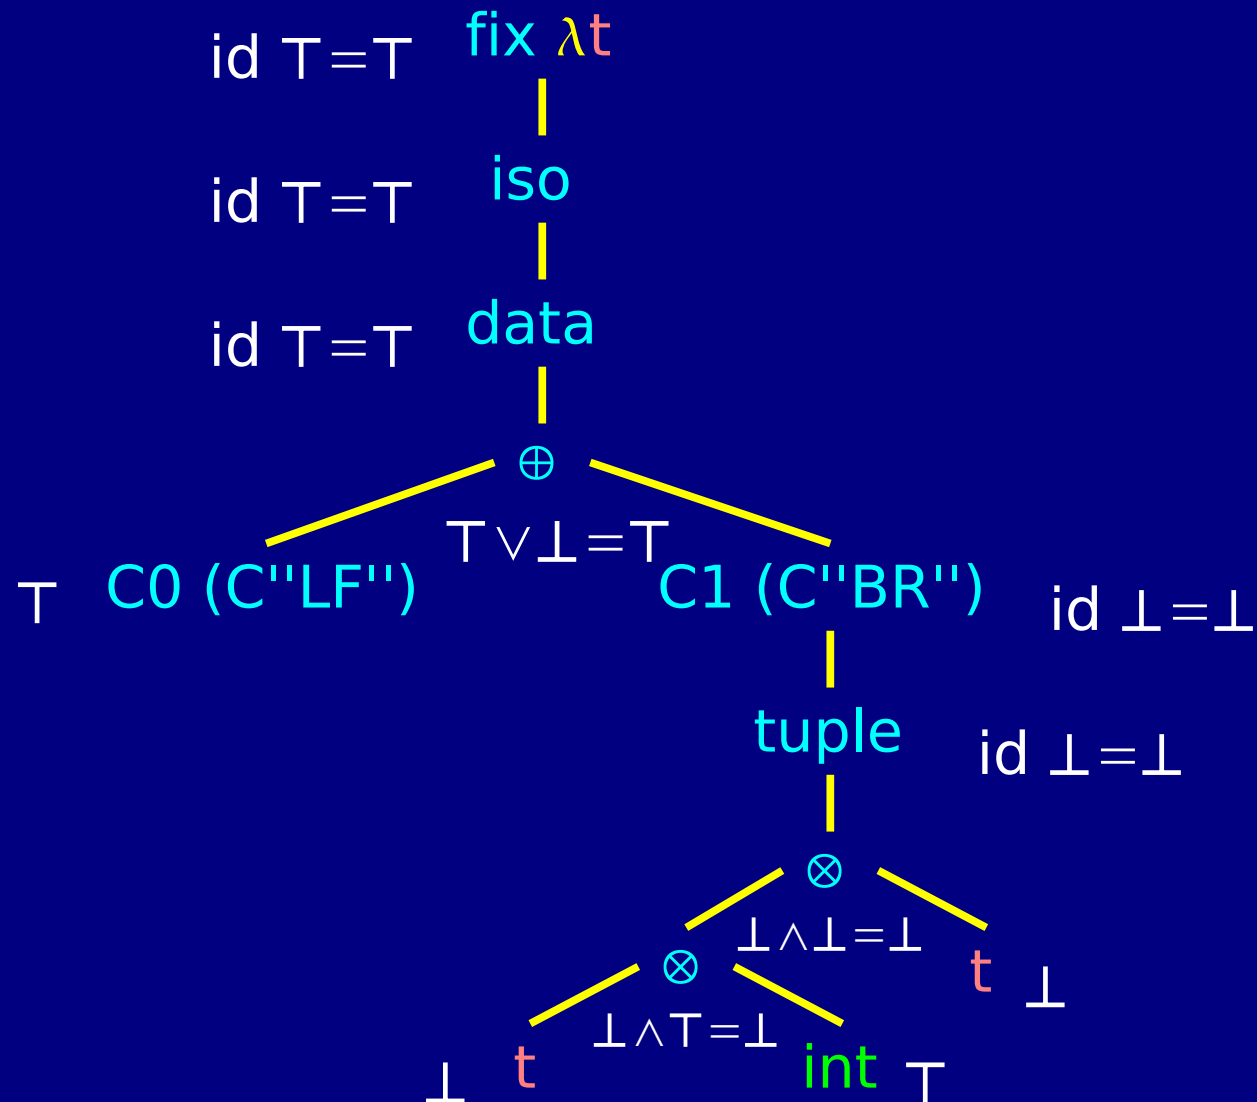 id ⊤=⊤ fix λt
id ⊤=⊤ iso
id ⊤=⊤ data
⊕
⊤∨⊥=⊤
⊤ C0 (C''LF'') C1 (C''BR'') id ⊥=⊥
tuple id ⊥=⊥
⊗
⊥∧⊥=⊥
⊗ t ⊥
⊥∧⊤=⊥
⊥ t int ⊤